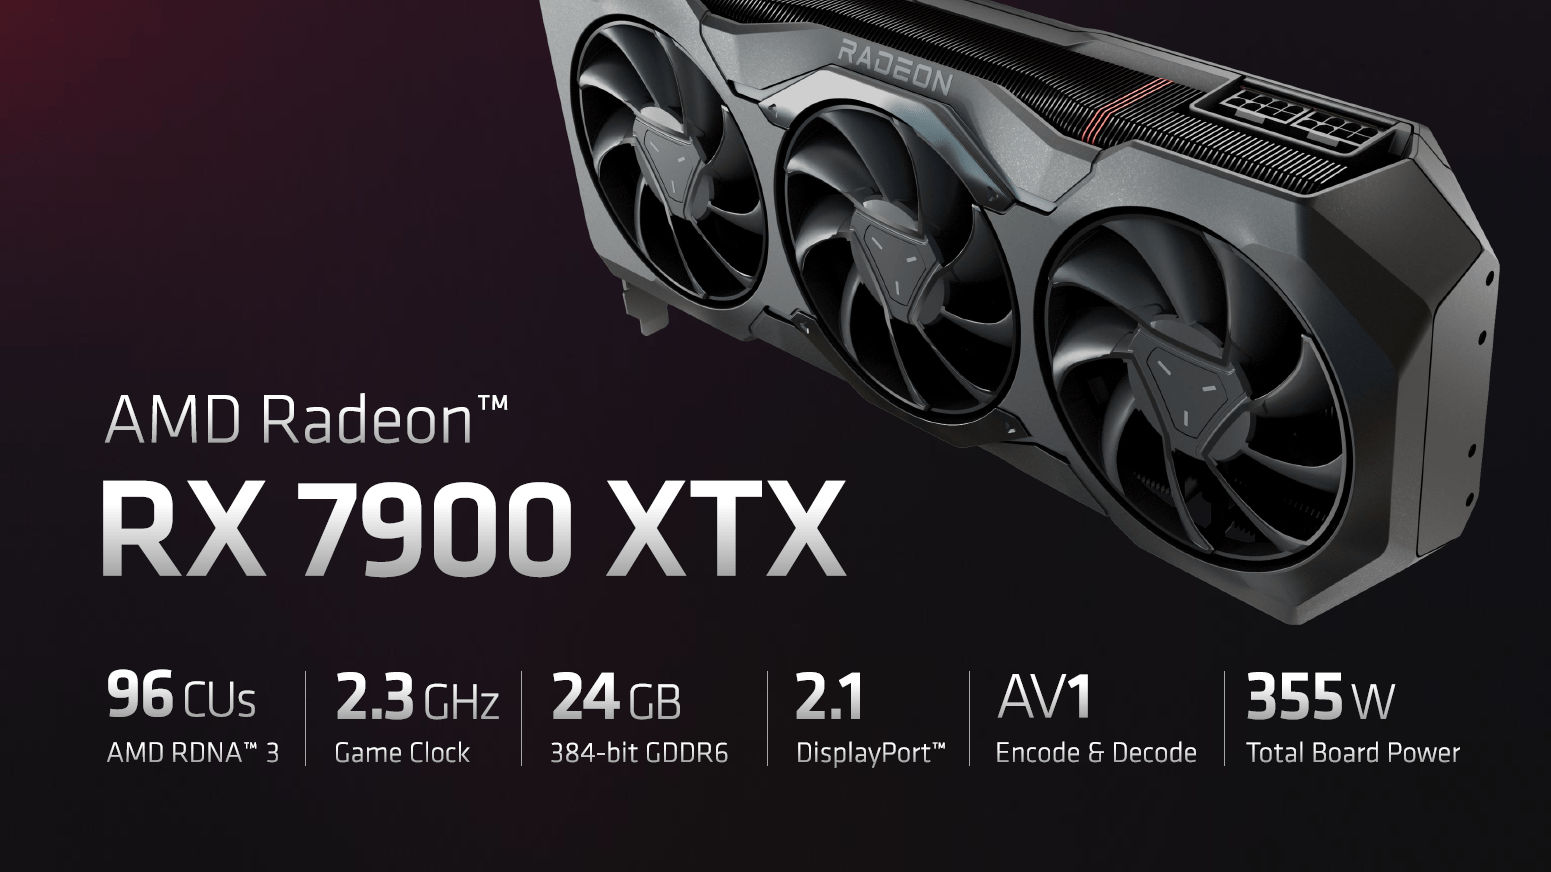 RADEON
AMD Radeon™
RX 7900 XTX
96 CUs
AMD RDNA™ 3
2.3 GHz
Game Clock
24 GB
384-bit GDDR6
2.1
DisplayPort™
AV1
Encode & Decode
355 W
Total Board Power